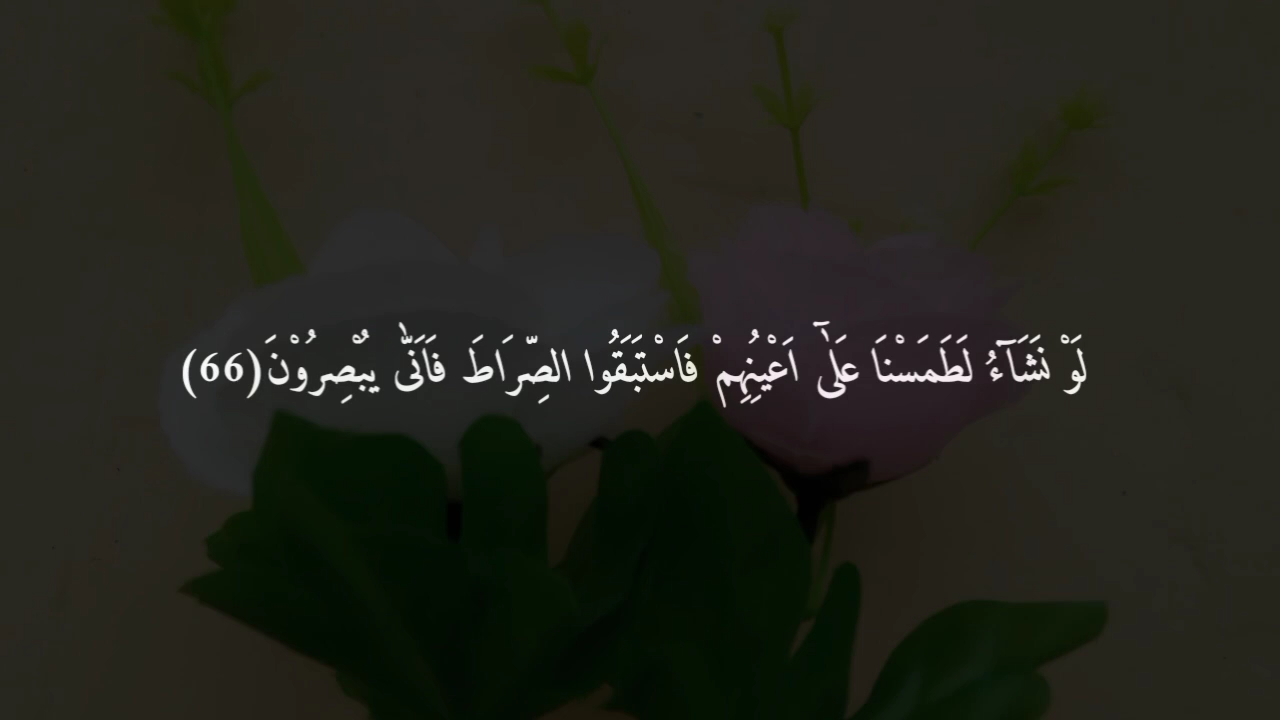 لَوْ نَشَآءُ لَطَمَسْنَا عَلٰٓى اَعْيُنِهِمْ فَاسْتَبَقُوا الصِّرَاطَ فَاَنّٰى يُبْصِرُوْنَ(66)